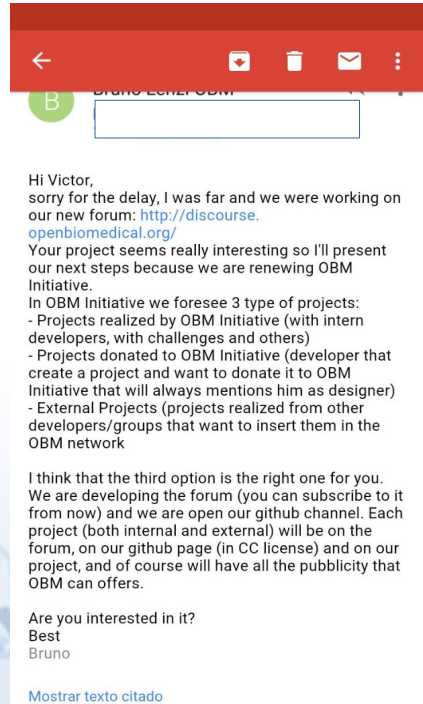 B
Hi Victor,
sorry for the delay, I was far and we were working on
our new forum: http://discourse.
openbiomedical.org/
Your project seems really interesting so I'll present
our next steps because we are renewing OBM
Initiative.
In OBM Initiative we foresee 3 type of projects:
- Projects realized by OBM Initiative (with intern
developers, with challenges and others)
- Projects donated to OBM Initiative (developer that
create a project and want to donate it to OBM
Initiative that will always mentions him as designer)
- External Projects (projects realized from other
developers/groups that want to insert them in the
OBM network
I think that the third option is the right one for you.
We are developing the forum (you can subscribe to it
from now) and we are open our github channel. Each
project (both internal and external) will be on the
forum, on our github page (in CC license) and on our
project, and of course will have all the pubblicity that
OBM can offers.
Are you interested in it?
Best
Bruno
Mostrar texto citado